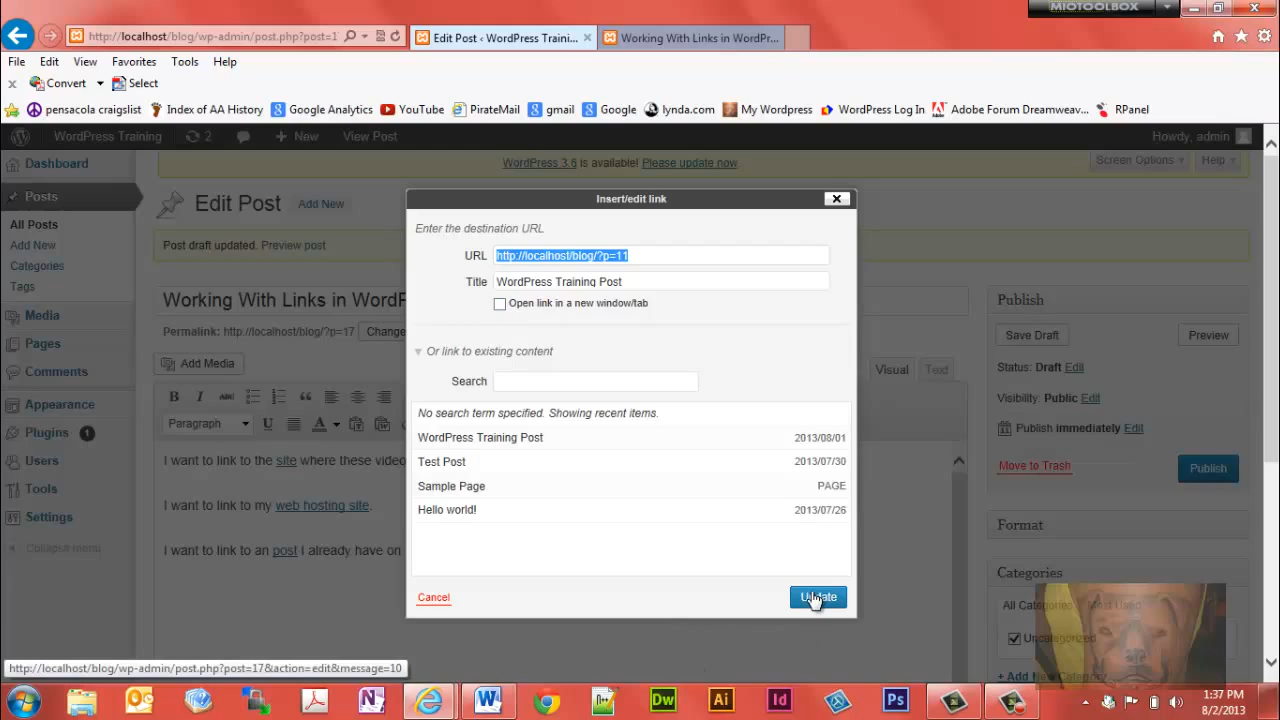 MIOTOOLBOX
http://localhost/blog/wp-admin/post.php?post=1
Edit Post ‹ WordPress Traini...
Working With Links in WordPr...
File Edit View Favorites Tools Help
Convert Select
pensacola craigslist Index of AA History Google Analytics YouTube PirateMail gmail Google lynda.com My Wordpress WordPress Log In Adobe Forum Dreamweav... RPanel
WordPress Training 2 New View Post Howdy, admin
Dashboard
WordPress 3.6 is available! Please update now
Screen Options Help
Posts
Edit Post Add New
Insert/edit link
All Posts
Add New
Categories
Tags
Post draft updated. Preview post
Enter the destination URL
URL http://localhost/blog/?p=11
Title WordPress Training Post
Open link in a new window/tab
Working With Links in WordP
Publish
Media
Permalink: http://localhost/blog/?p=17 Change
Save Draft Preview
Pages
Add Media
Or link to existing content
Comments
Visual Text
Status: Draft Edit
Search
Appearance
B I ABC
Visibility: Public Edit
No search term specified. Showing recent items.
Plugins 1
Paragraph U A
Publish immediately Edit
WordPress Training Post 2013/08/01
Users
I want to link to the site where these video
Test Post 2013/07/30
Move to Trash Publish
Tools
Sample Page PAGE
Settings
I want to link to my web hosting site.
Hello world! 2013/07/26
Format
Collapse menu
I want to link to an post I already have on
Categories
Cancel Update
All Categories Most Used
Uncategorized
+ Add New Category
http://localhost/blog/wp-admin/post.php?post=17&action=edit&message=10
Dw Ai Id Ps
1:37 PM
8/2/2013